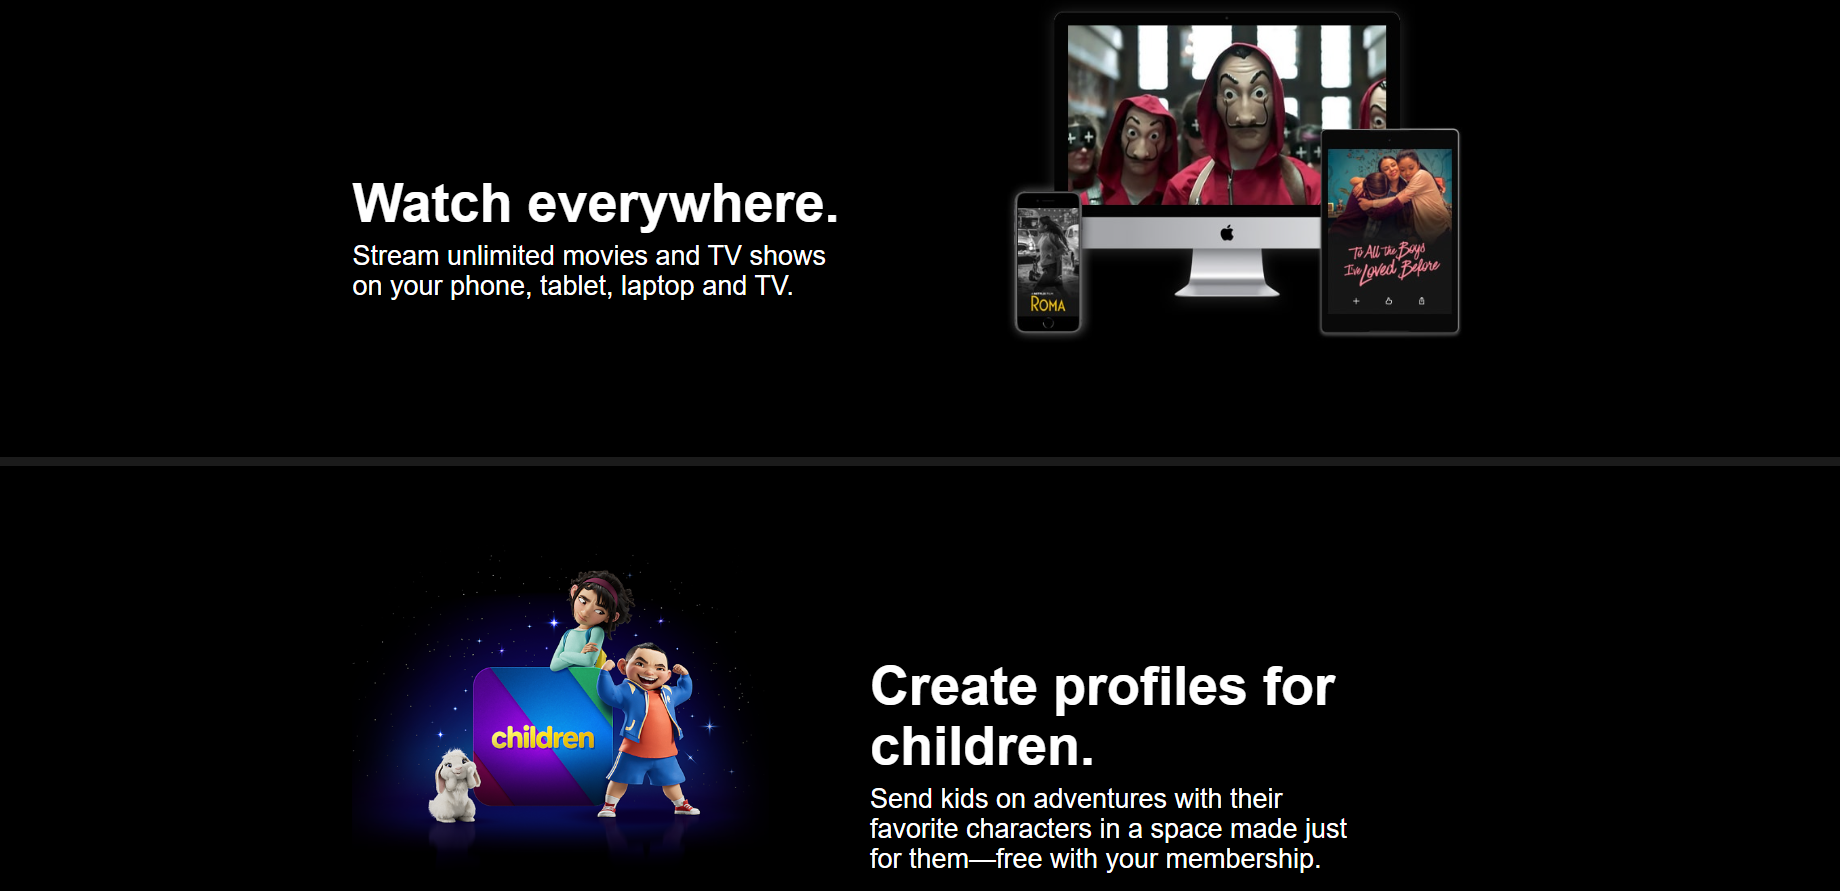 Watch everywhere.
Stream unlimited movies and TV shows
on your phone, tablet, laptop and TV.
ROMA
To All The Boys
I've Loved Before
children
Create profiles for
children.
Send kids on adventures with their
favorite characters in a space made just
for them—free with your membership.